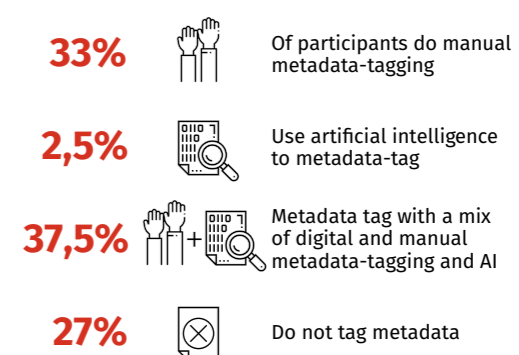 33%
Of participants do manual
metadata-tagging
2,5%
Use artificial intelligence
to metadata-tag
37,5%
+
Metadata tag with a mix
of digital and manual
metadata-tagging and AI
27%
Do not tag metadata